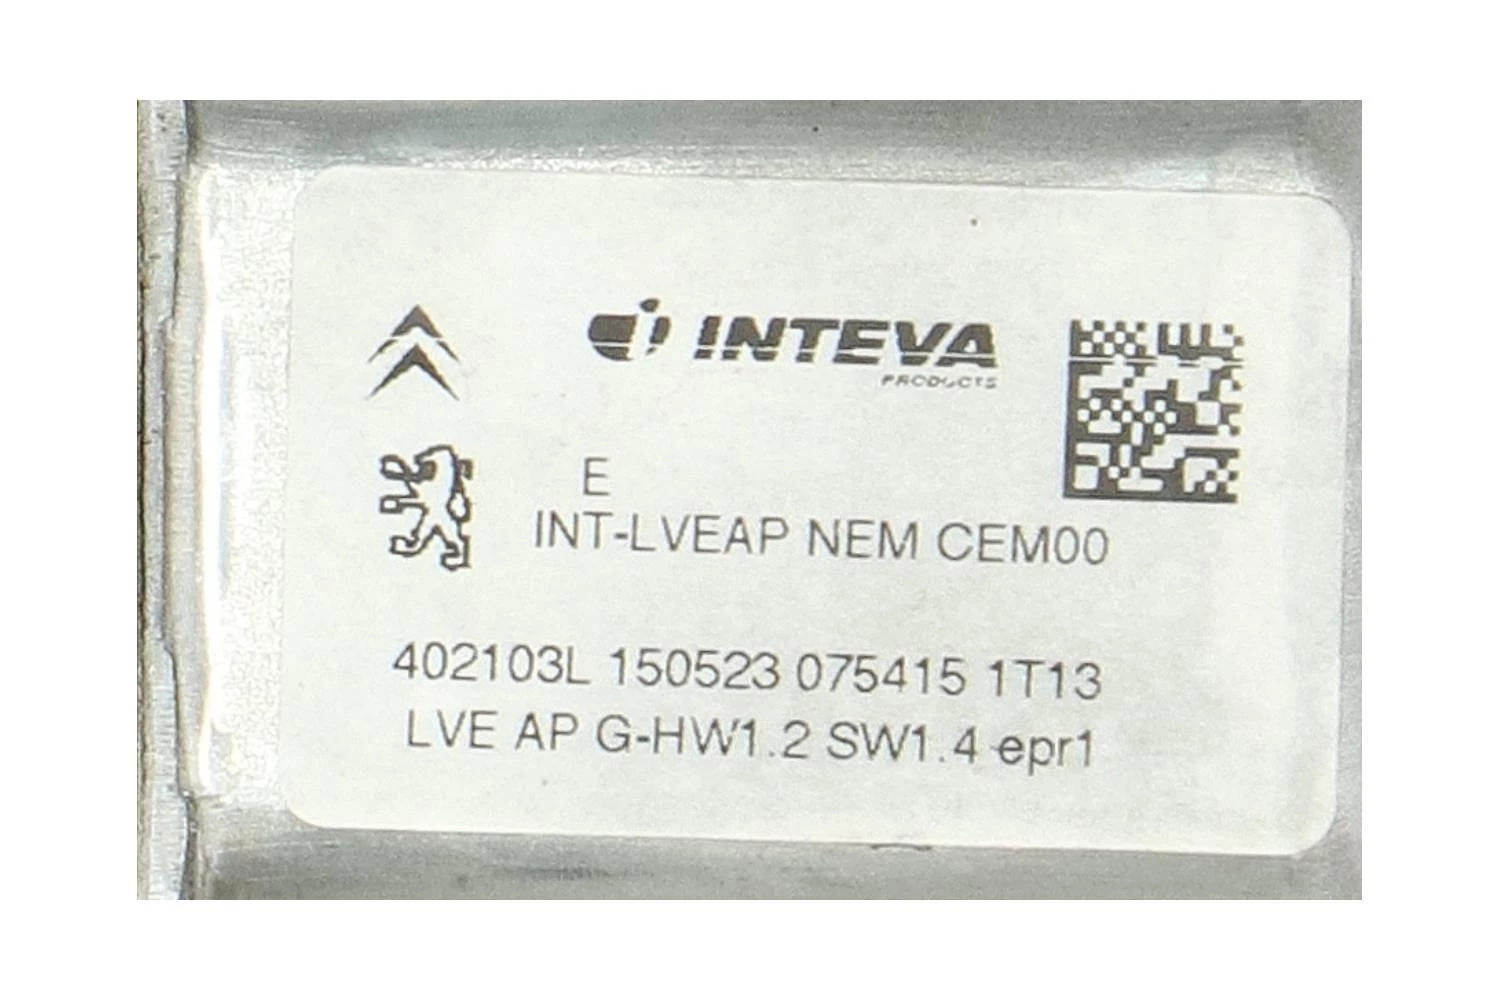 INTEVA
PRODUCTS
E
INT-LVEAP NEM CEM00
402103L 150523 075415 1T13
LVE AP G-HW1.2 SW1.4 epr1